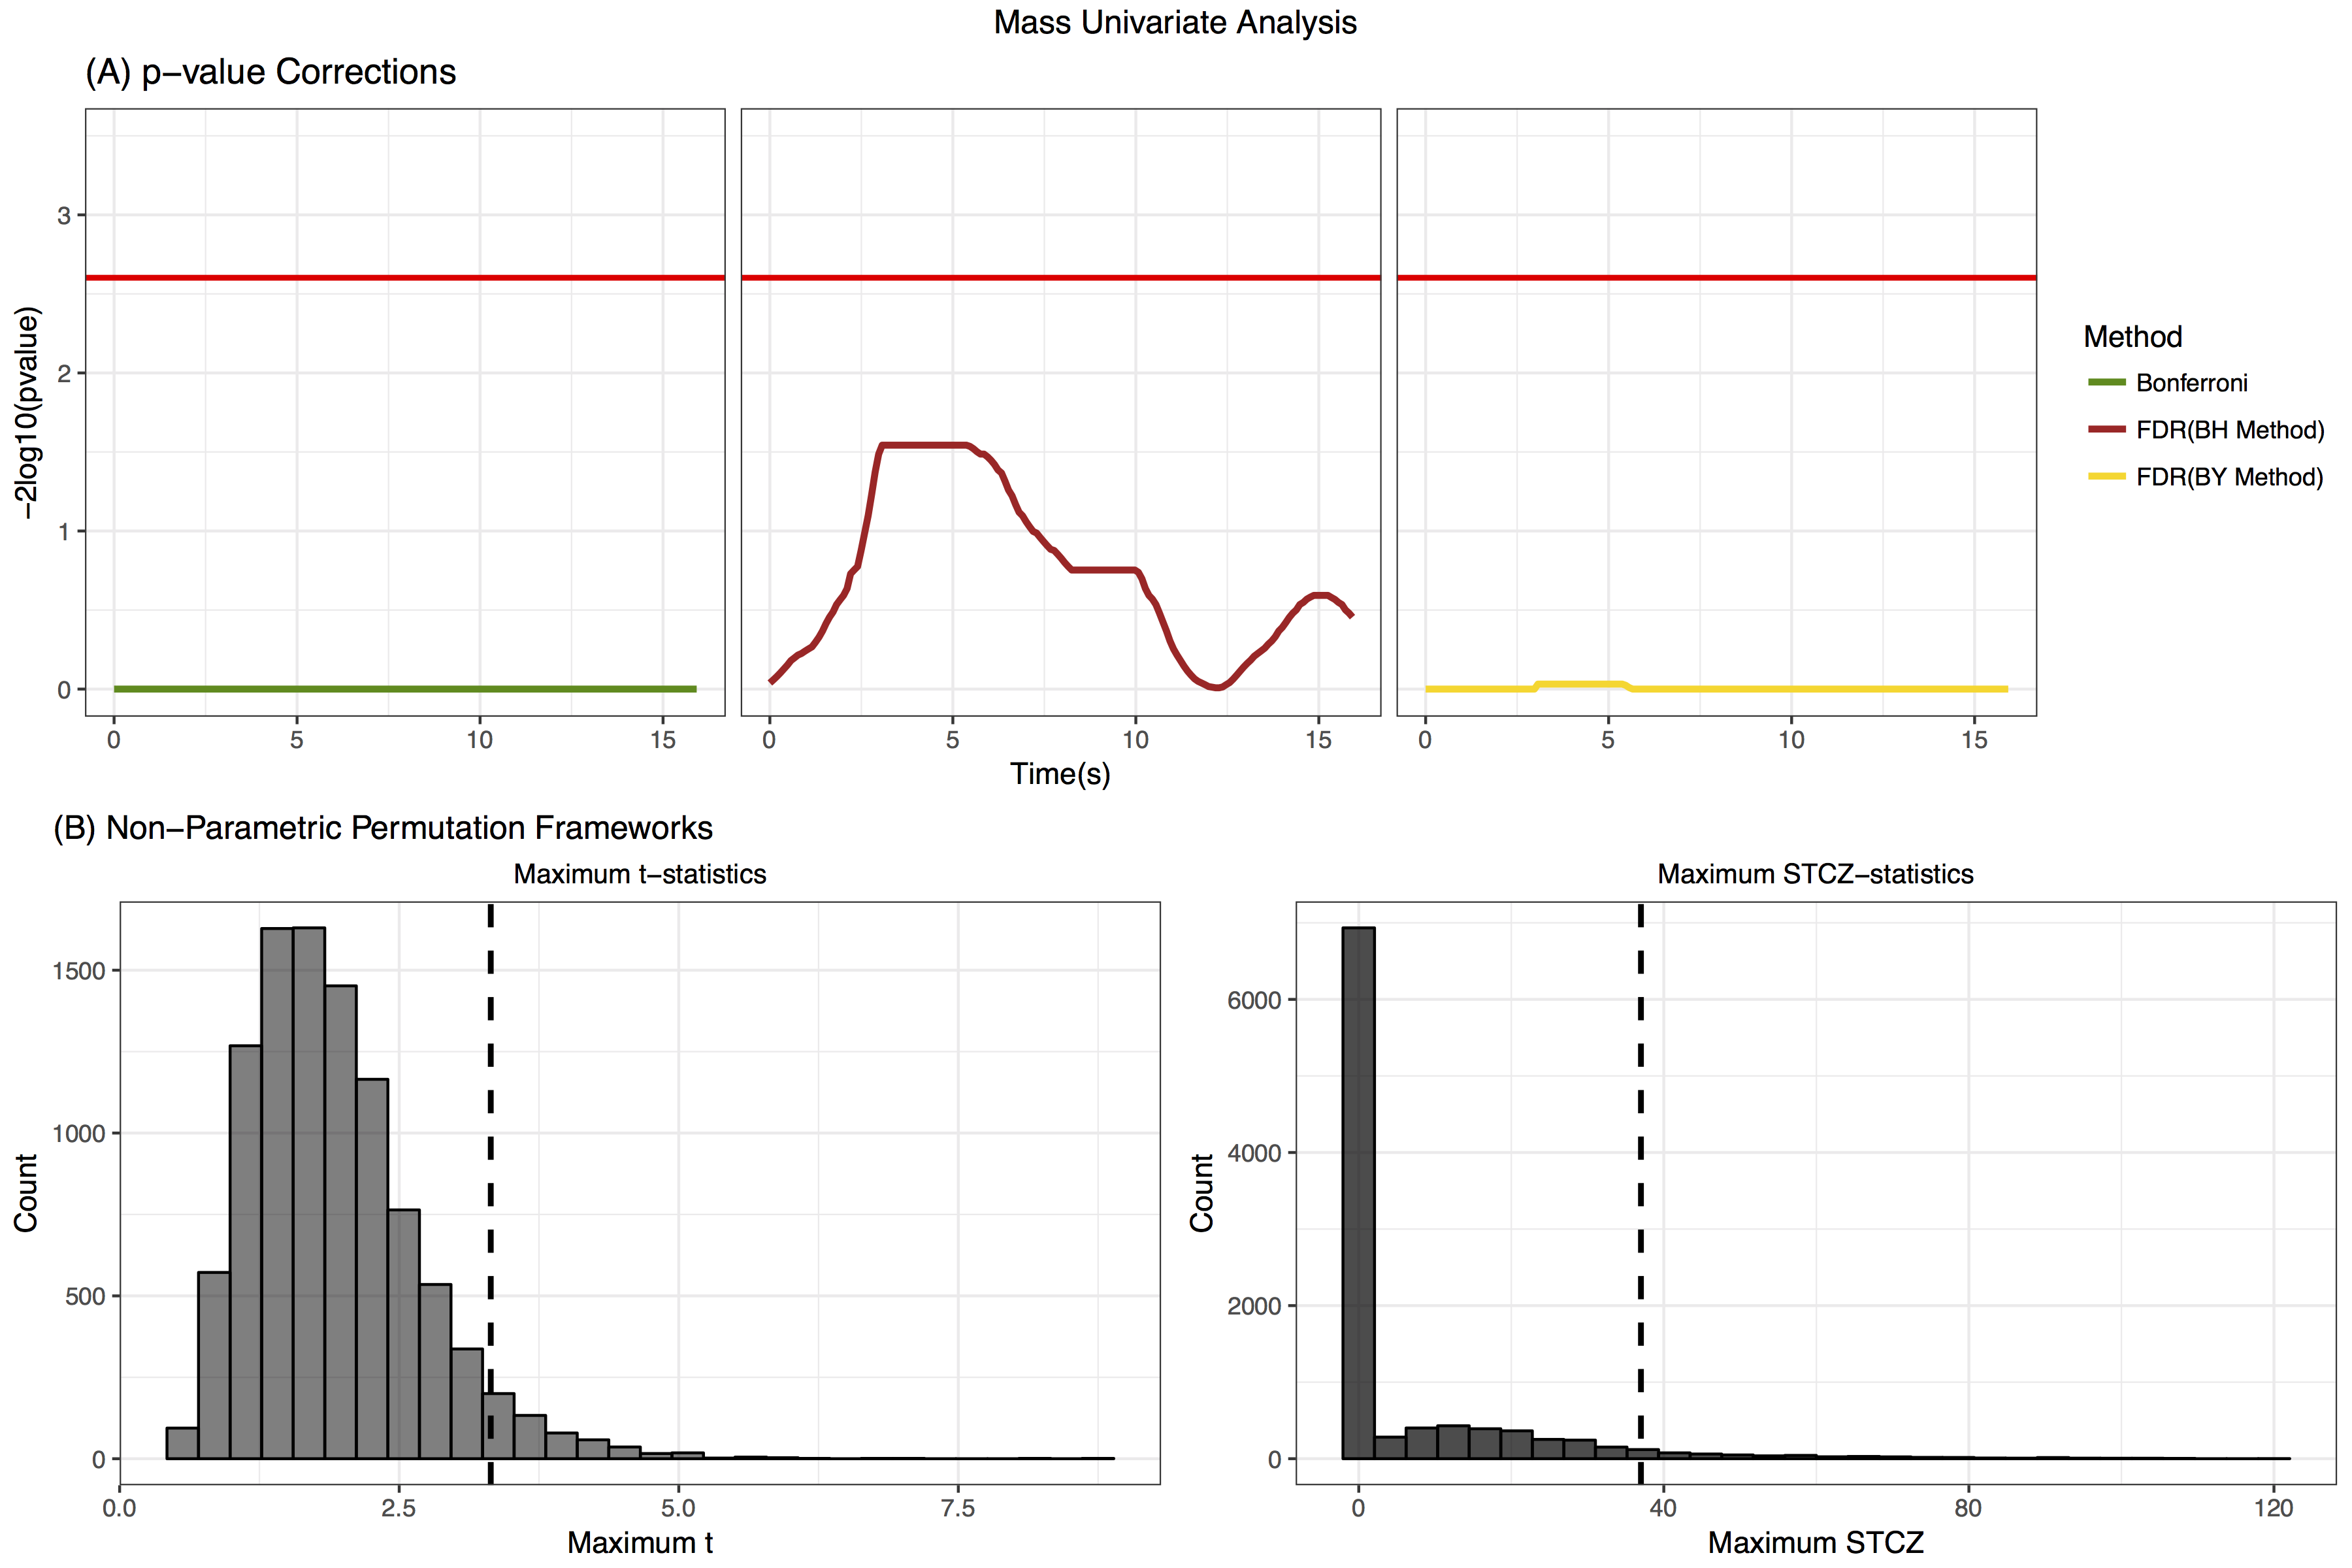 Mass Univariate Analysis
(A) p−value Corrections
−2log10(pvalue)
3
2
1
0
0 5 10 15
0 5 10 15
0 5 10 15
Time(s)
Method
Bonferroni
FDR(BH Method)
FDR(BY Method)
(B) Non−Parametric Permutation Frameworks
Maximum t−statistics
Count
1500
1000
500
0
0.0 2.5 5.0 7.5
Maximum t
Maximum STCZ−statistics
Count
6000
4000
2000
0
0 40 80 120
Maximum STCZ